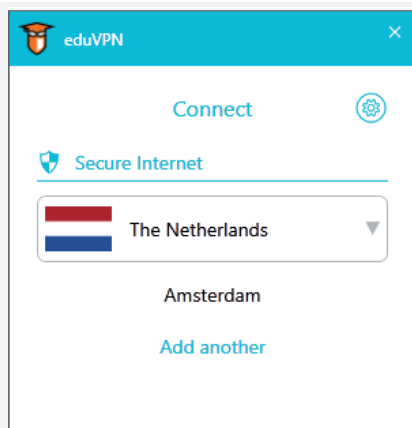 eduVPN
Connect
Secure Internet
The Netherlands
Amsterdam
Add another